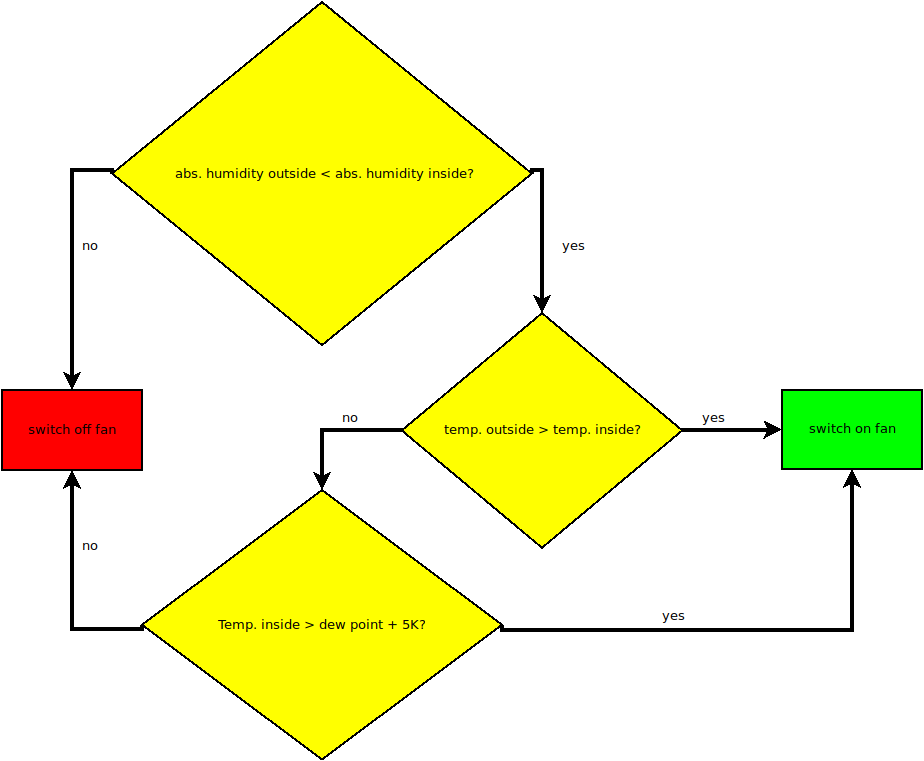 abs. humidity outside < abs. humidity inside?
no
yes
no
yes
switch off fan
temp. outside > temp. inside?
switch on fan
no
yes
Temp. inside > dew point + 5K?